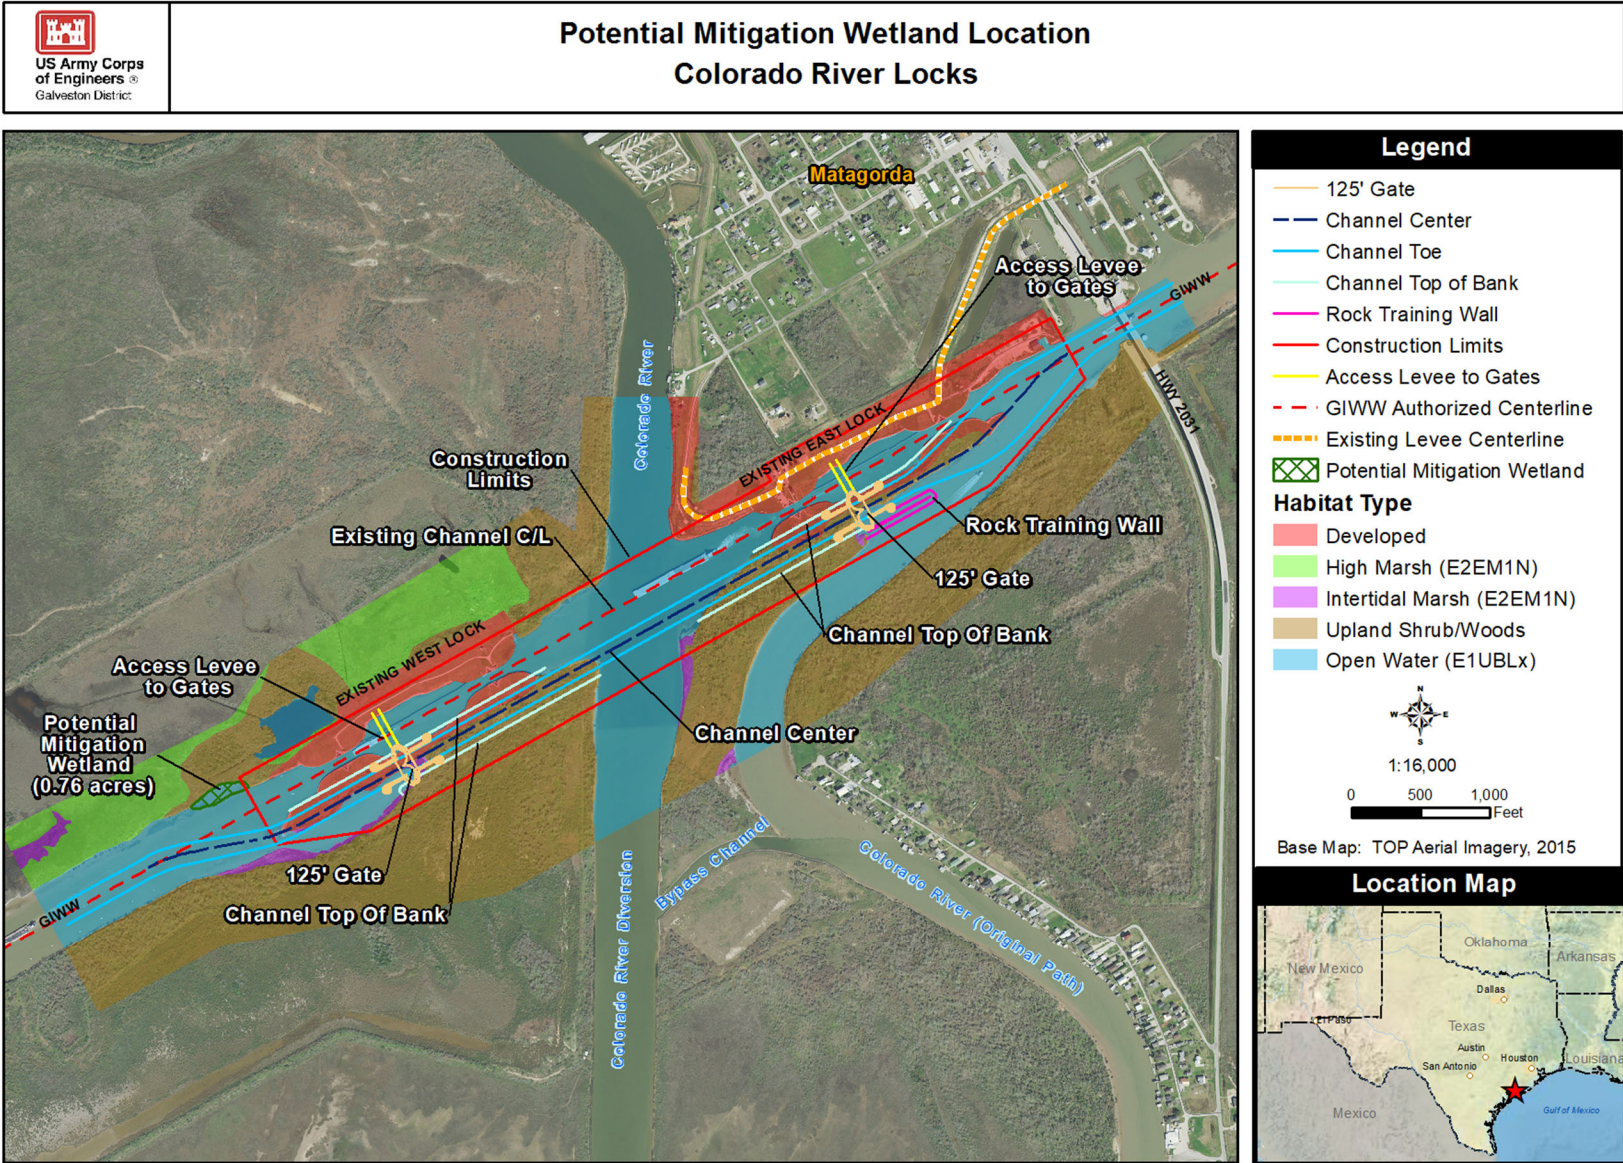 US Army Corps
of Engineers ®
Galveston District
Potential Mitigation Wetland Location
Colorado River Locks
Matagorda
Access Levee
to Gates
GIWW
HWY 2031
Colorado River
EXISTING EAST LOCK
Construction
Limits
Existing Channel C/L
Rock Training Wall
125' Gate
Channel Top Of Bank
EXISTING WEST LOCK
Access Levee
to Gates
Potential
Mitigation
Wetland
(0.76 acres)
Channel Center
125' Gate
Channel Top Of Bank
GIWW
Bypass Channel
Colorado River Diversion
Colorado River (Original Path)
Legend
125' Gate
Channel Center
Channel Toe
Channel Top of Bank
Rock Training Wall
Construction Limits
Access Levee to Gates
GIWW Authorized Centerline
Existing Levee Centerline
Potential Mitigation Wetland
Habitat Type
Developed
High Marsh (E2EM1N)
Intertidal Marsh (E2EM1N)
Upland Shrub/Woods
Open Water (E1UBLx)
N
W E
S
1:16,000
0 500 1,000
Feet
Base Map: TOP Aerial Imagery, 2015
Location Map
Oklahoma
Arkansas
New Mexico
Dallas
El Paso
Texas
Austin
Houston
San Antonio
Louisiana
Mexico
Gulf of Mexico